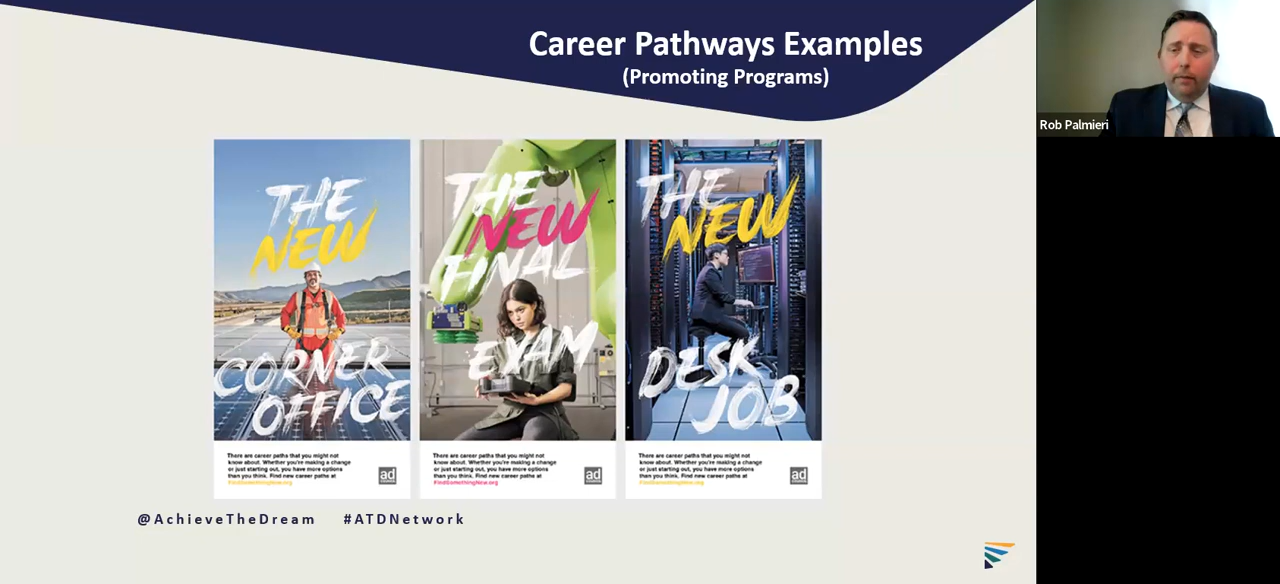 Career Pathways Examples
(Promoting Programs)
Rob Palmieri
THE
NEW
CORNER
OFFICE
There are career paths that you might not
know about. Whether you're making a change
or just starting out, you have more options
than you think. Find new career paths at
FindSomethingNew.org
ad
THE
NEW
FINAL
EXAM
There are career paths that you might not
know about. Whether you're making a change
or just starting out, you have more options
than you think. Find new career paths at
FindSomethingNew.org
ad
THE
NEW
DESK
JOB
There are career paths that you might not
know about. Whether you're making a change
or just starting out, you have more options
than you think. Find new career paths at
FindSomethingNew.org
ad
@AchieveTheDream #ATDNetwork